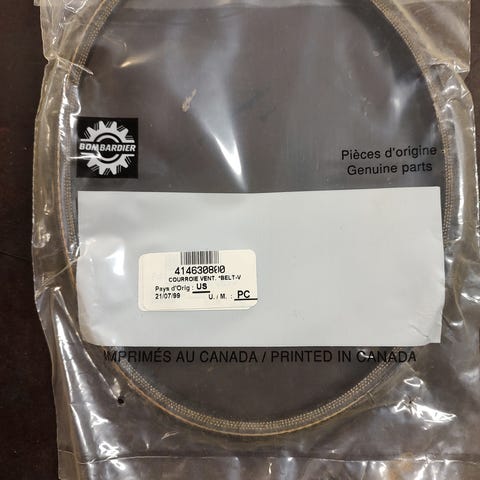 BOMBARDIER
Pièces d'origine
Genuine parts
414630800
COURROIE VENT. *BELT-V
Pays d'Orig : US
21/07/99 U. / M. : PC
IMPRIMÉS AU CANADA / PRINTED IN CANADA